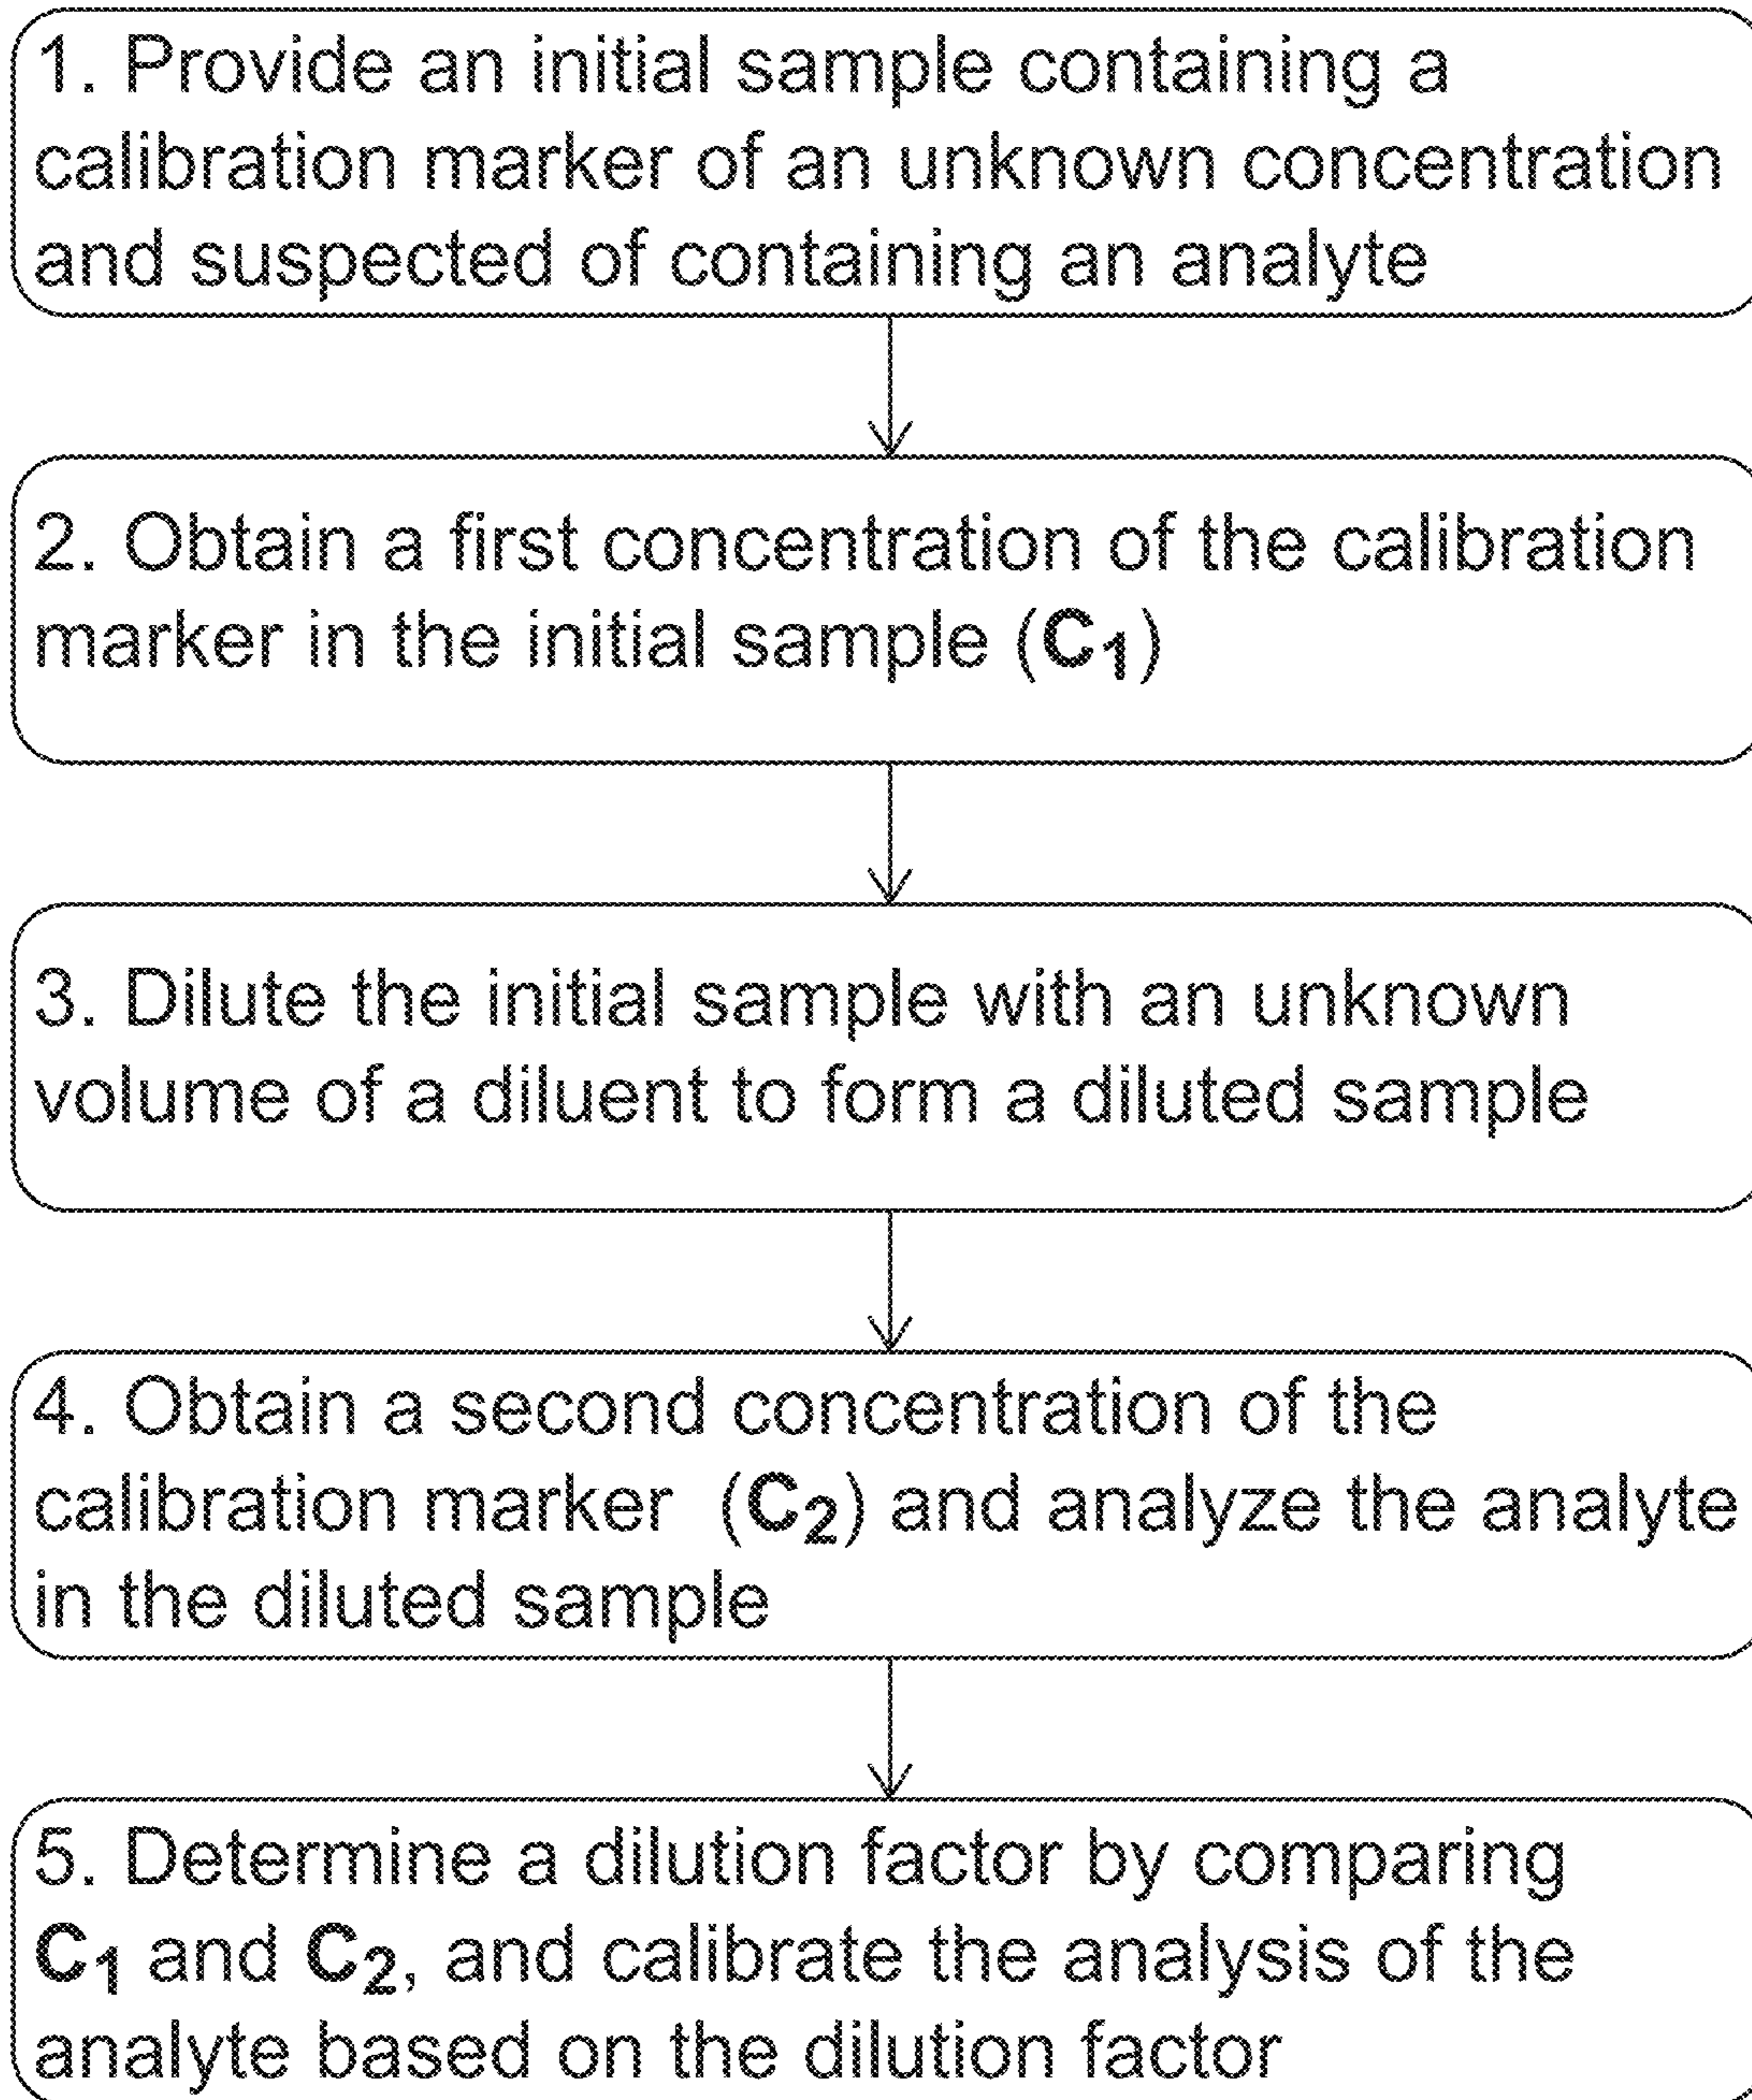 1. Provide an initial sample containing a
calibration marker of an unknown concentration
and suspected of containing an analyte
2. Obtain a first concentration of the calibration
marker in the initial sample (C₁)
3. Dilute the initial sample with an unknown
volume of a diluent to form a diluted sample
4. Obtain a second concentration of the
calibration marker (C₂) and analyze the analyte
in the diluted sample
5. Determine a dilution factor by comparing
C₁ and C₂, and calibrate the analysis of the
analyte based on the dilution factor